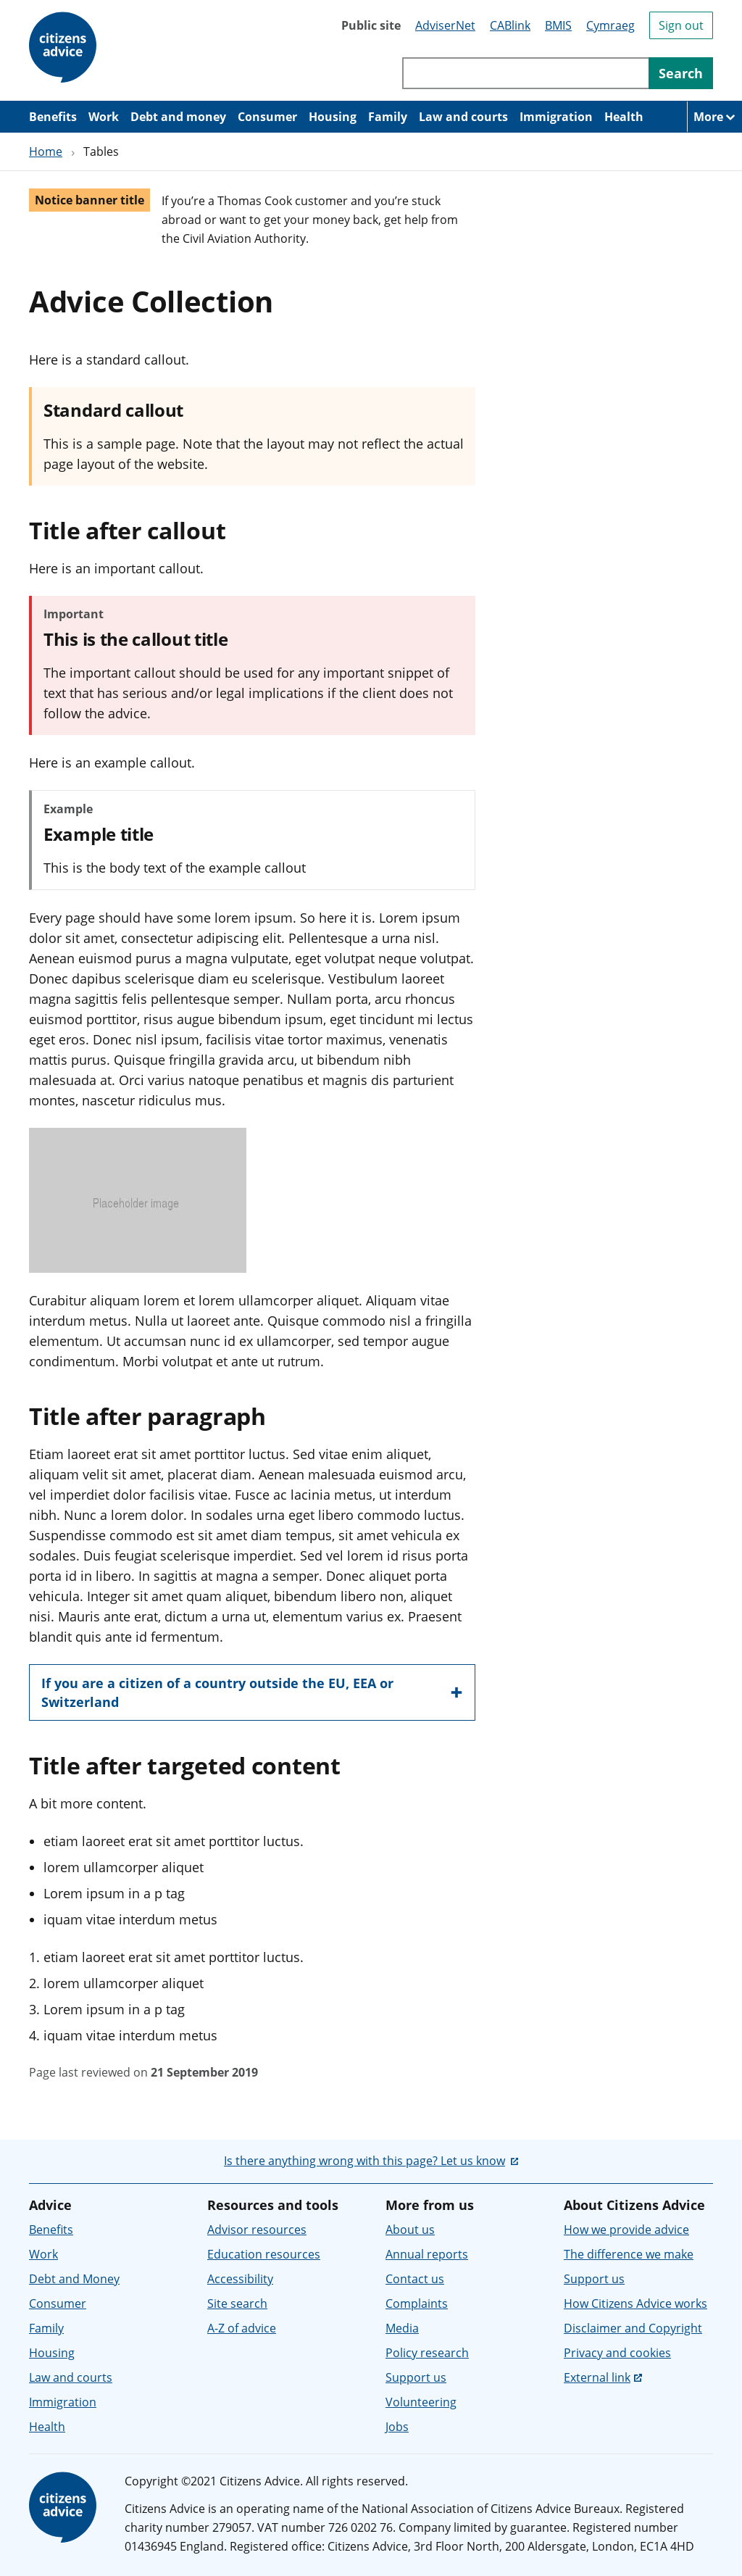 citizens
advice
Public site AdviserNet CABlink BMIS Cymraeg Sign out
Search
Benefits Work Debt and money Consumer Housing Family Law and courts Immigration Health More
Home › Tables
Notice banner title
If you’re a Thomas Cook customer and you’re stuck
abroad or want to get your money back, get help from
the Civil Aviation Authority.
Advice Collection
Here is a standard callout.
Standard callout
This is a sample page. Note that the layout may not reflect the actual
page layout of the website.
Title after callout
Here is an important callout.
Important
This is the callout title
The important callout should be used for any important snippet of
text that has serious and/or legal implications if the client does not
follow the advice.
Here is an example callout.
Example
Example title
This is the body text of the example callout
Every page should have some lorem ipsum. So here it is. Lorem ipsum
dolor sit amet, consectetur adipiscing elit. Pellentesque a urna nisl.
Aenean euismod purus a magna vulputate, eget volutpat neque volutpat.
Donec dapibus scelerisque diam eu scelerisque. Vestibulum laoreet
magna sagittis felis pellentesque semper. Nullam porta, arcu rhoncus
euismod porttitor, risus augue bibendum ipsum, eget tincidunt mi lectus
eget eros. Donec nisl ipsum, facilisis vitae tortor maximus, venenatis
mattis purus. Quisque fringilla gravida arcu, ut bibendum nibh
malesuada at. Orci varius natoque penatibus et magnis dis parturient
montes, nascetur ridiculus mus.
Placeholder image
Curabitur aliquam lorem et lorem ullamcorper aliquet. Aliquam vitae
interdum metus. Nulla ut laoreet ante. Quisque commodo nisl a fringilla
elementum. Ut accumsan nunc id ex ullamcorper, sed tempor augue
condimentum. Morbi volutpat et ante ut rutrum.
Title after paragraph
Etiam laoreet erat sit amet porttitor luctus. Sed vitae enim aliquet,
aliquam velit sit amet, placerat diam. Aenean malesuada euismod arcu,
vel imperdiet dolor facilisis vitae. Fusce ac lacinia metus, ut interdum
nibh. Nunc a lorem dolor. In sodales urna eget libero commodo luctus.
Suspendisse commodo est sit amet diam tempus, sit amet vehicula ex
sodales. Duis feugiat scelerisque imperdiet. Sed vel lorem id risus porta
porta id in libero. In sagittis at magna a semper. Donec aliquet porta
vehicula. Integer sit amet quam aliquet, bibendum libero non, aliquet
nisi. Mauris ante erat, dictum a urna ut, elementum varius ex. Praesent
blandit quis ante id fermentum.
If you are a citizen of a country outside the EU, EEA or
Switzerland
Title after targeted content
A bit more content.
• etiam laoreet erat sit amet porttitor luctus.
• lorem ullamcorper aliquet
• Lorem ipsum in a p tag
• iquam vitae interdum metus
1. etiam laoreet erat sit amet porttitor luctus.
2. lorem ullamcorper aliquet
3. Lorem ipsum in a p tag
4. iquam vitae interdum metus
Page last reviewed on 21 September 2019
Is there anything wrong with this page? Let us know
Advice
Benefits
Work
Debt and Money
Consumer
Family
Housing
Law and courts
Immigration
Health
Resources and tools
Advisor resources
Education resources
Accessibility
Site search
A-Z of advice
More from us
About us
Annual reports
Contact us
Complaints
Media
Policy research
Support us
Volunteering
Jobs
About Citizens Advice
How we provide advice
The difference we make
Support us
How Citizens Advice works
Disclaimer and Copyright
Privacy and cookies
External link
citizens
advice
Copyright ©2021 Citizens Advice. All rights reserved.
Citizens Advice is an operating name of the National Association of Citizens Advice Bureaux. Registered
charity number 279057. VAT number 726 0202 76. Company limited by guarantee. Registered number
01436945 England. Registered office: Citizens Advice, 3rd Floor North, 200 Aldersgate, London, EC1A 4HD